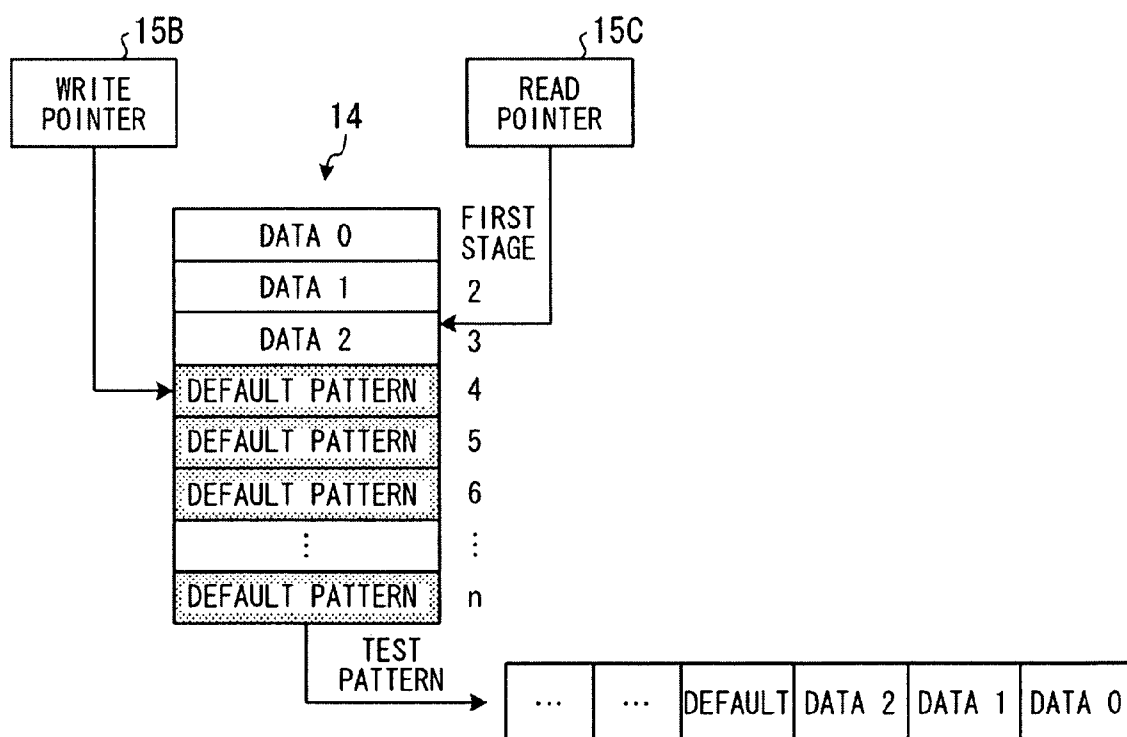 15B
WRITE
POINTER
15C
READ
POINTER
14
FIRST
STAGE
DATA 0
DATA 1
2
DATA 2
3
DEFAULT PATTERN
4
DEFAULT PATTERN
5
DEFAULT PATTERN
6
⋮
⋮
DEFAULT PATTERN
n
TEST
PATTERN
... ... DEFAULT DATA 2 DATA 1 DATA 0